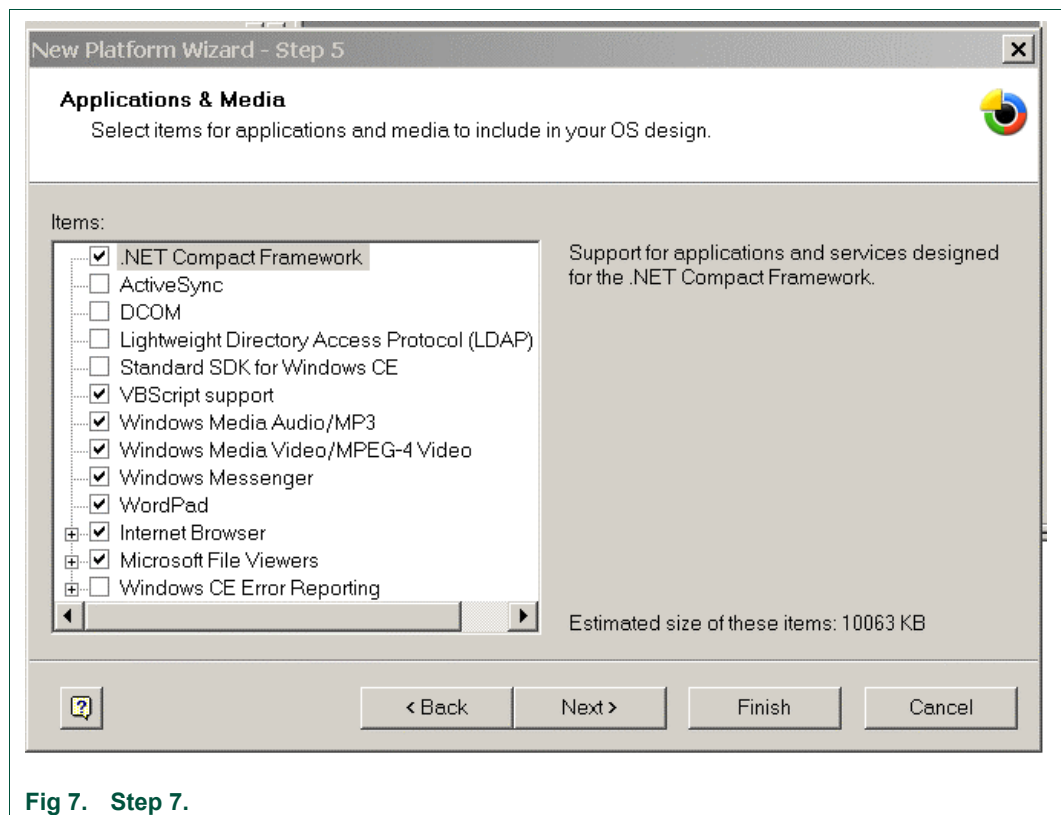 New Platform Wizard - Step 5
Applications & Media
Select items for applications and media to include in your OS design.
Items:
.NET Compact Framework
ActiveSync
DCOM
Lightweight Directory Access Protocol (LDAP)
Standard SDK for Windows CE
VBScript support
Windows Media Audio/MP3
Windows Media Video/MPEG-4 Video
Windows Messenger
WordPad
Internet Browser
Microsoft File Viewers
Windows CE Error Reporting
Support for applications and services designed
for the .NET Compact Framework.
Estimated size of these items: 10063 KB
?
< Back
Next >
Finish
Cancel
Fig 7. Step 7.